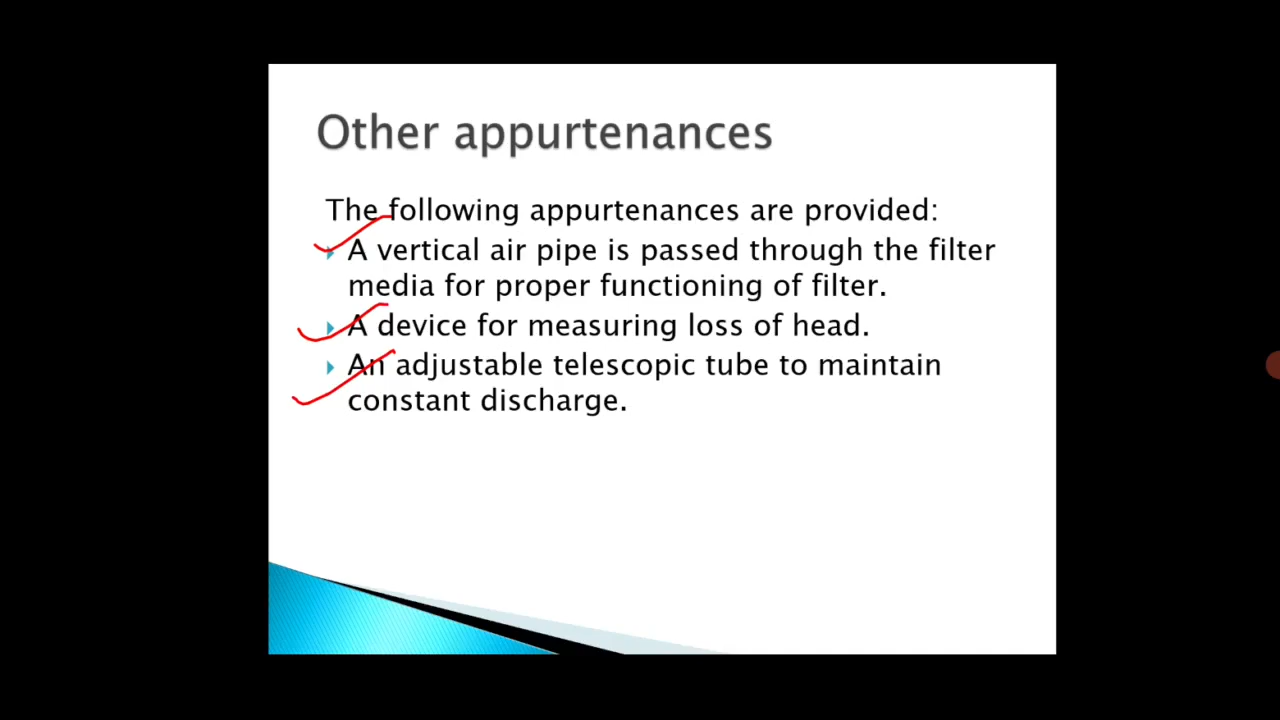 Other appurtenances
The following appurtenances are provided:
A vertical air pipe is passed through the filter
media for proper functioning of filter.
A device for measuring loss of head.
An adjustable telescopic tube to maintain
constant discharge.